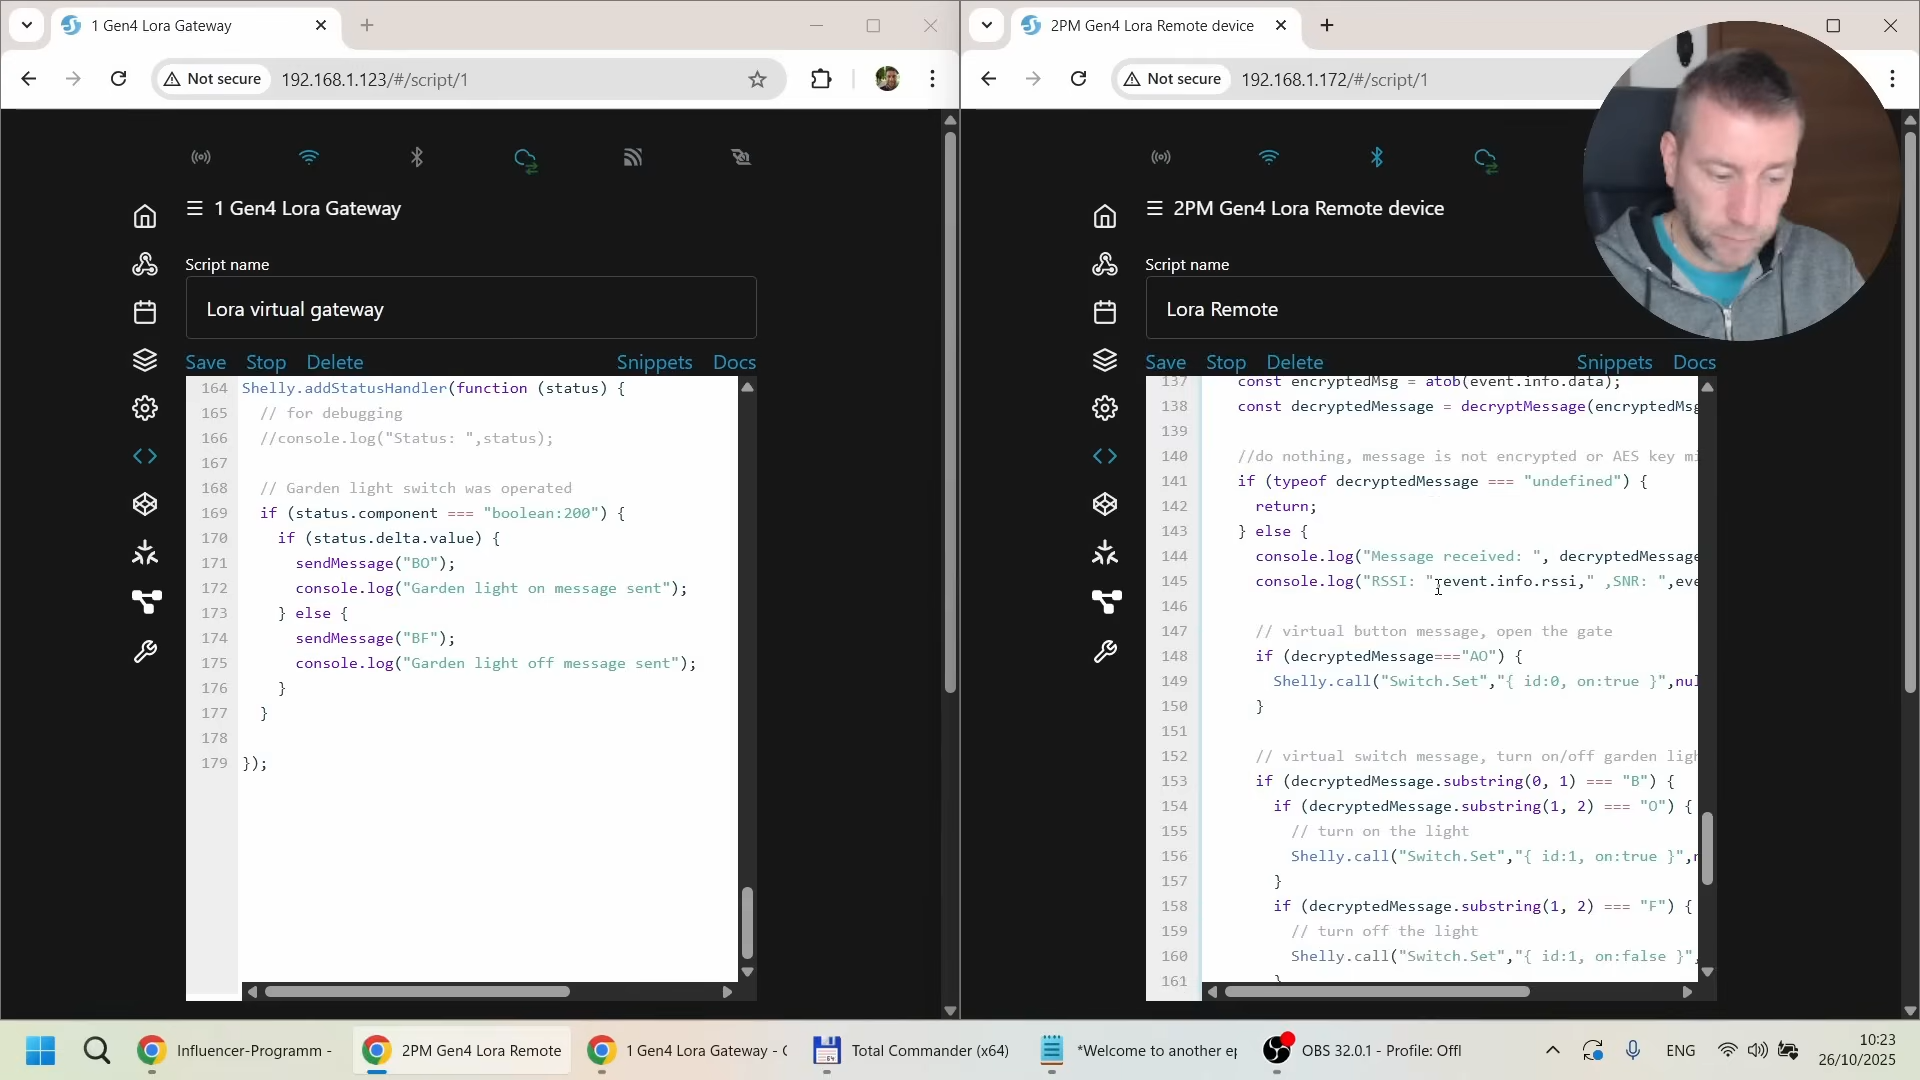 1 Gen4 Lora Gateway
Not secure
192.168.1.123/#/script/1
1 Gen4 Lora Gateway
Script name
Lora virtual gateway
Save Stop Delete Snippets Docs
164 Shelly.addStatusHandler(function (status) {
165 // for debugging
166 //console.log("Status: ",status);
167
168 // Garden light switch was operated
169 if (status.component === "boolean:200") {
170 if (status.delta.value) {
171 sendMessage("BO");
172 console.log("Garden light on message sent");
173 } else {
174 sendMessage("BF");
175 console.log("Garden light off message sent");
176 }
177 }
178
179 });
2PM Gen4 Lora Remote device
Not secure
192.168.1.172/#/script/1
2PM Gen4 Lora Remote device
Script name
Lora Remote
Save Stop Delete Snippets Docs
137 const encryptedMsg = atob(event.info.data);
138 const decryptedMessage = decryptMessage(encryptedMsg
139
140 //do nothing, message is not encrypted or AES key mi
141 if (typeof decryptedMessage === "undefined") {
142 return;
143 } else {
144 console.log("Message received: ", decryptedMessage
145 console.log("RSSI: ",event.info.rssi," ,SNR: ",eve
146
147 // virtual button message, open the gate
148 if (decryptedMessage==="AO") {
149 Shelly.call("Switch.Set","{ id:0, on:true }",nul
150 }
151
152 // virtual switch message, turn on/off garden ligh
153 if (decryptedMessage.substring(0, 1) === "B") {
154 if (decryptedMessage.substring(1, 2) === "O") {
155 // turn on the light
156 Shelly.call("Switch.Set","{ id:1, on:true }",n
157 }
158 if (decryptedMessage.substring(1, 2) === "F") {
159 // turn off the light
160 Shelly.call("Switch.Set","{ id:1, on:false }",
161 }
Influencer-Programm -
2PM Gen4 Lora Remote
1 Gen4 Lora Gateway - C
Total Commander (x64)
*Welcome to another ep
OBS 32.0.1 - Profile: Offl
ENG
10:23
26/10/2025